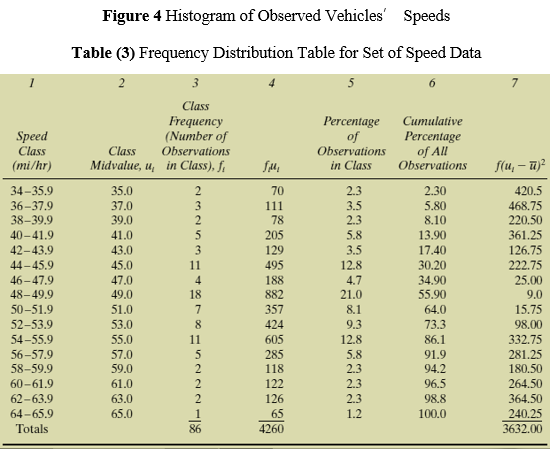 Figure 4 Histogram of Observed Vehicles′ Speeds
Table (3) Frequency Distribution Table for Set of Speed Data
1 2 3 4 5 6 7
Class
Frequency Percentage Cumulative
Speed (Number of of Percentage
Class Class Observations Observations of All
(mi/hr) Midvalue, uᵢ in Class), fᵢ fᵢuᵢ in Class Observations f(uᵢ − u̅)²
34–35.9 35.0 2 70 2.3 2.30 420.5
36–37.9 37.0 3 111 3.5 5.80 468.75
38–39.9 39.0 2 78 2.3 8.10 220.50
40–41.9 41.0 5 205 5.8 13.90 361.25
42–43.9 43.0 3 129 3.5 17.40 126.75
44–45.9 45.0 11 495 12.8 30.20 222.75
46–47.9 47.0 4 188 4.7 34.90 25.00
48–49.9 49.0 18 882 21.0 55.90 9.0
50–51.9 51.0 7 357 8.1 64.0 15.75
52–53.9 53.0 8 424 9.3 73.3 98.00
54–55.9 55.0 11 605 12.8 86.1 332.75
56–57.9 57.0 5 285 5.8 91.9 281.25
58–59.9 59.0 2 118 2.3 94.2 180.50
60–61.9 61.0 2 122 2.3 96.5 264.50
62–63.9 63.0 2 126 2.3 98.8 364.50
64–65.9 65.0 1 65 1.2 100.0 240.25
Totals 86 4260 3632.00